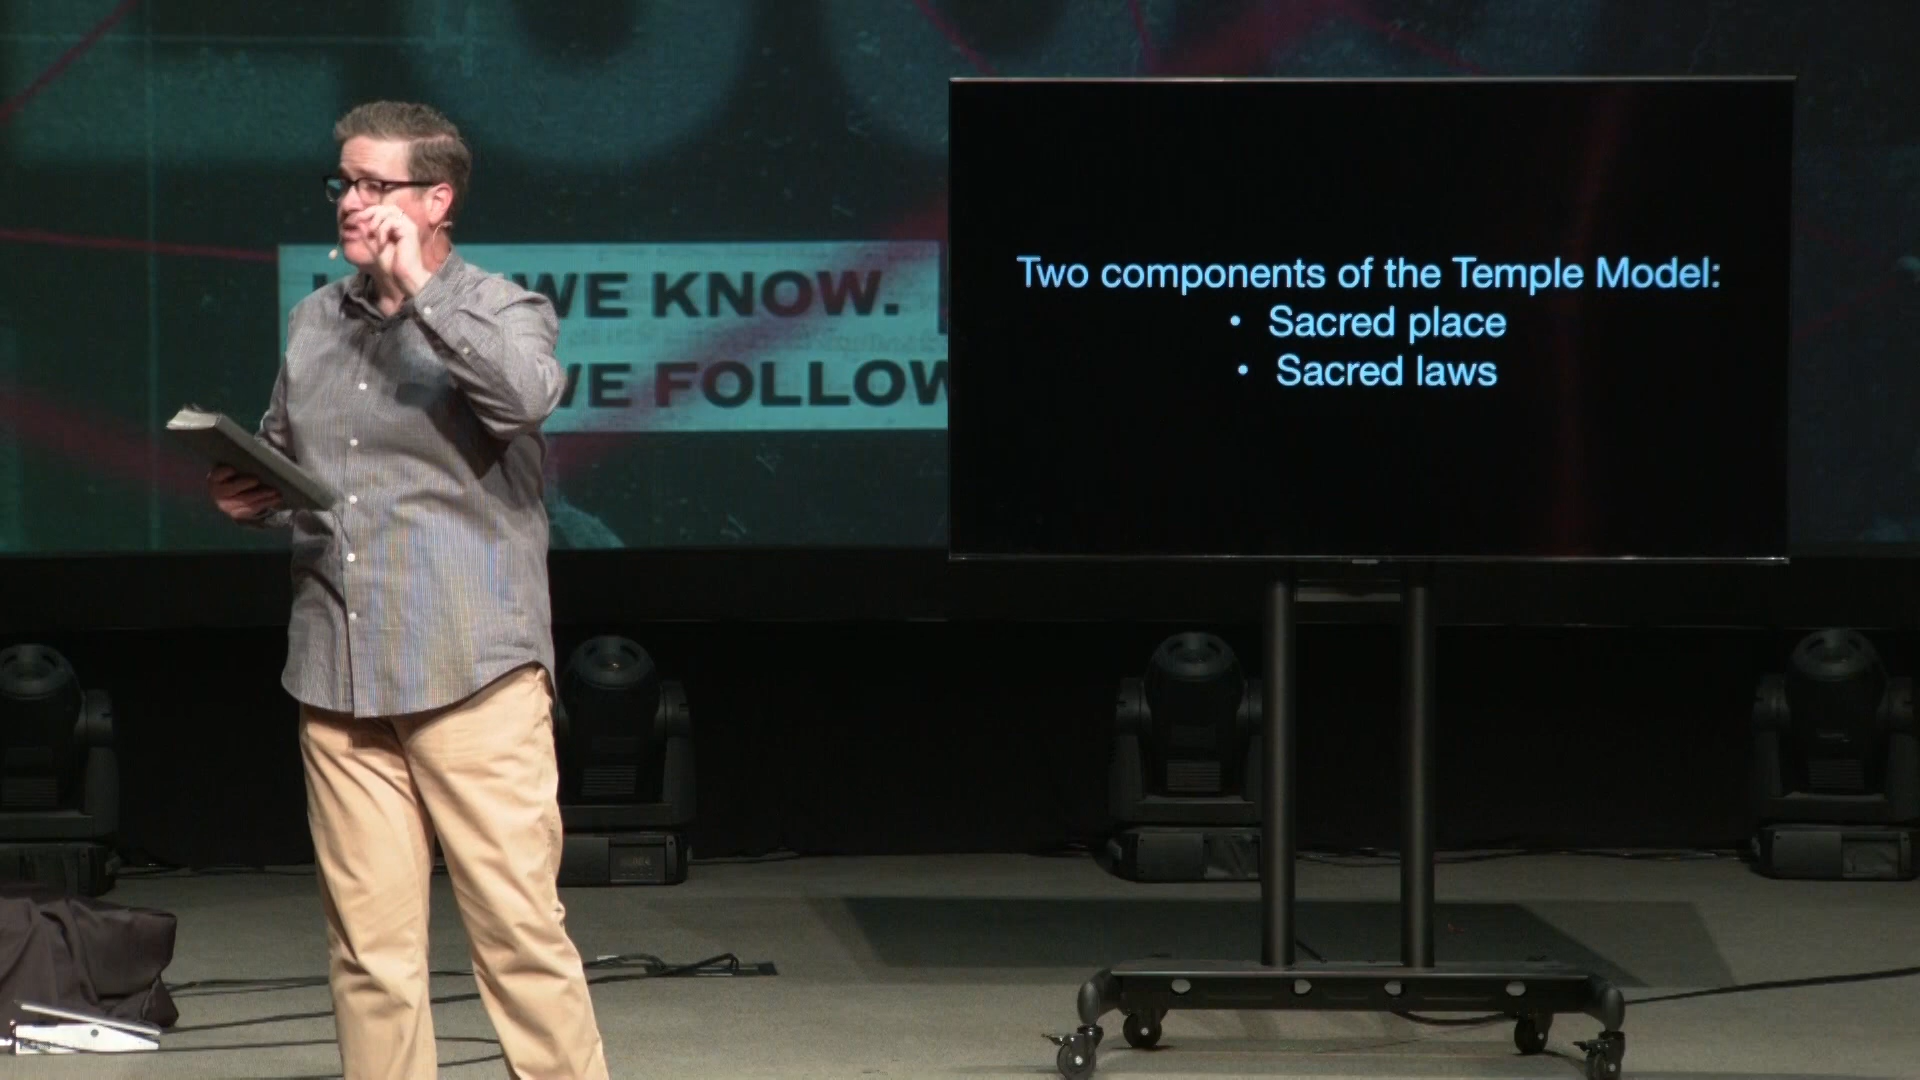 WE KNOW.
WE FOLLOW
Two components of the Temple Model:
• Sacred place
• Sacred laws